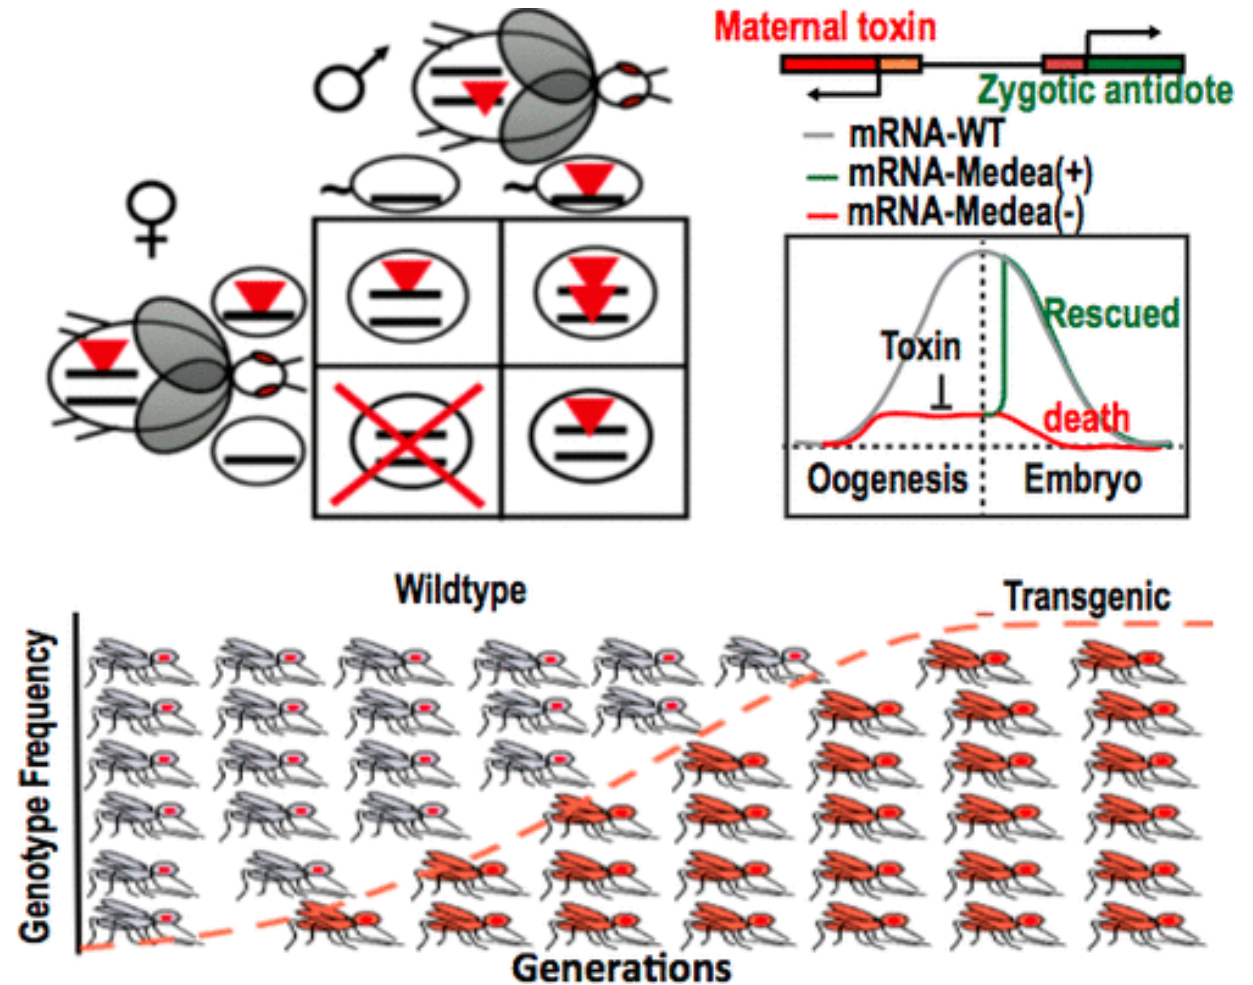 Maternal toxin
Zygotic antidote
mRNA-WT
mRNA-Medea(+)
mRNA-Medea(-)
Rescued
Toxin
death
Oogenesis
Embryo
Wildtype
Transgenic
Genotype Frequency
Generations